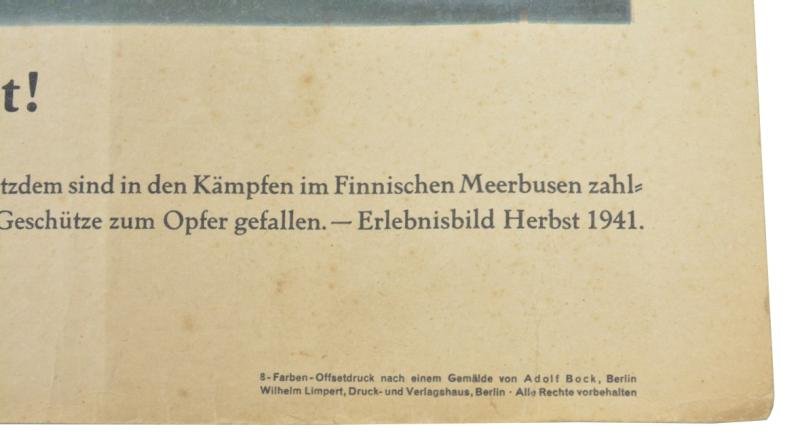 t!
tzdem sind in den Kämpfen im Finnischen Meerbusen zahl=
Geschütze zum Opfer gefallen. — Erlebnisbild Herbst 1941.
8-Farben-Offsetdruck nach einem Gemälde von Adolf Bock, Berlin
Wilhelm Limpert, Druck- und Verlagshaus, Berlin · Alle Rechte vorbehalten